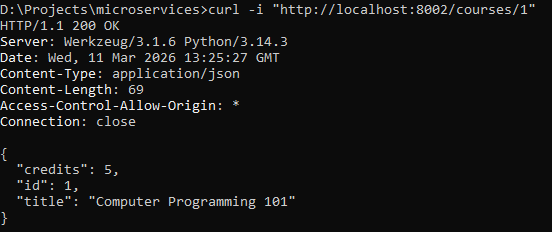 D:\Projects\microservices>curl -i "http://localhost:8002/courses/1"
HTTP/1.1 200 OK
Server: Werkzeug/3.1.6 Python/3.14.3
Date: Wed, 11 Mar 2026 13:25:27 GMT
Content-Type: application/json
Content-Length: 69
Access-Control-Allow-Origin: *
Connection: close

{
  "credits": 5,
  "id": 1,
  "title": "Computer Programming 101"
}